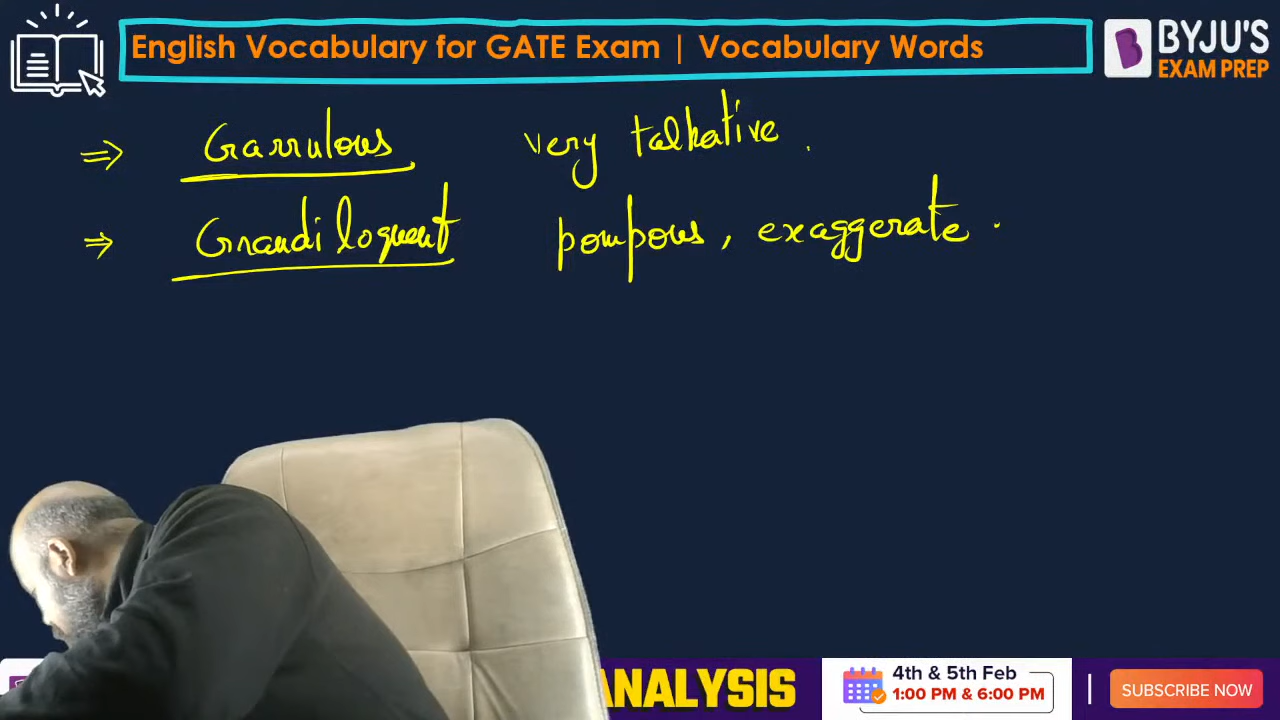 English Vocabulary for GATE Exam | Vocabulary Words
BYJU'S
EXAM PREP
⇒ Garrulous very talkative.
⇒ Grandiloquent pompous, exaggerate.
ANALYSIS
4th & 5th Feb
1:00 PM & 6:00 PM
SUBSCRIBE NOW